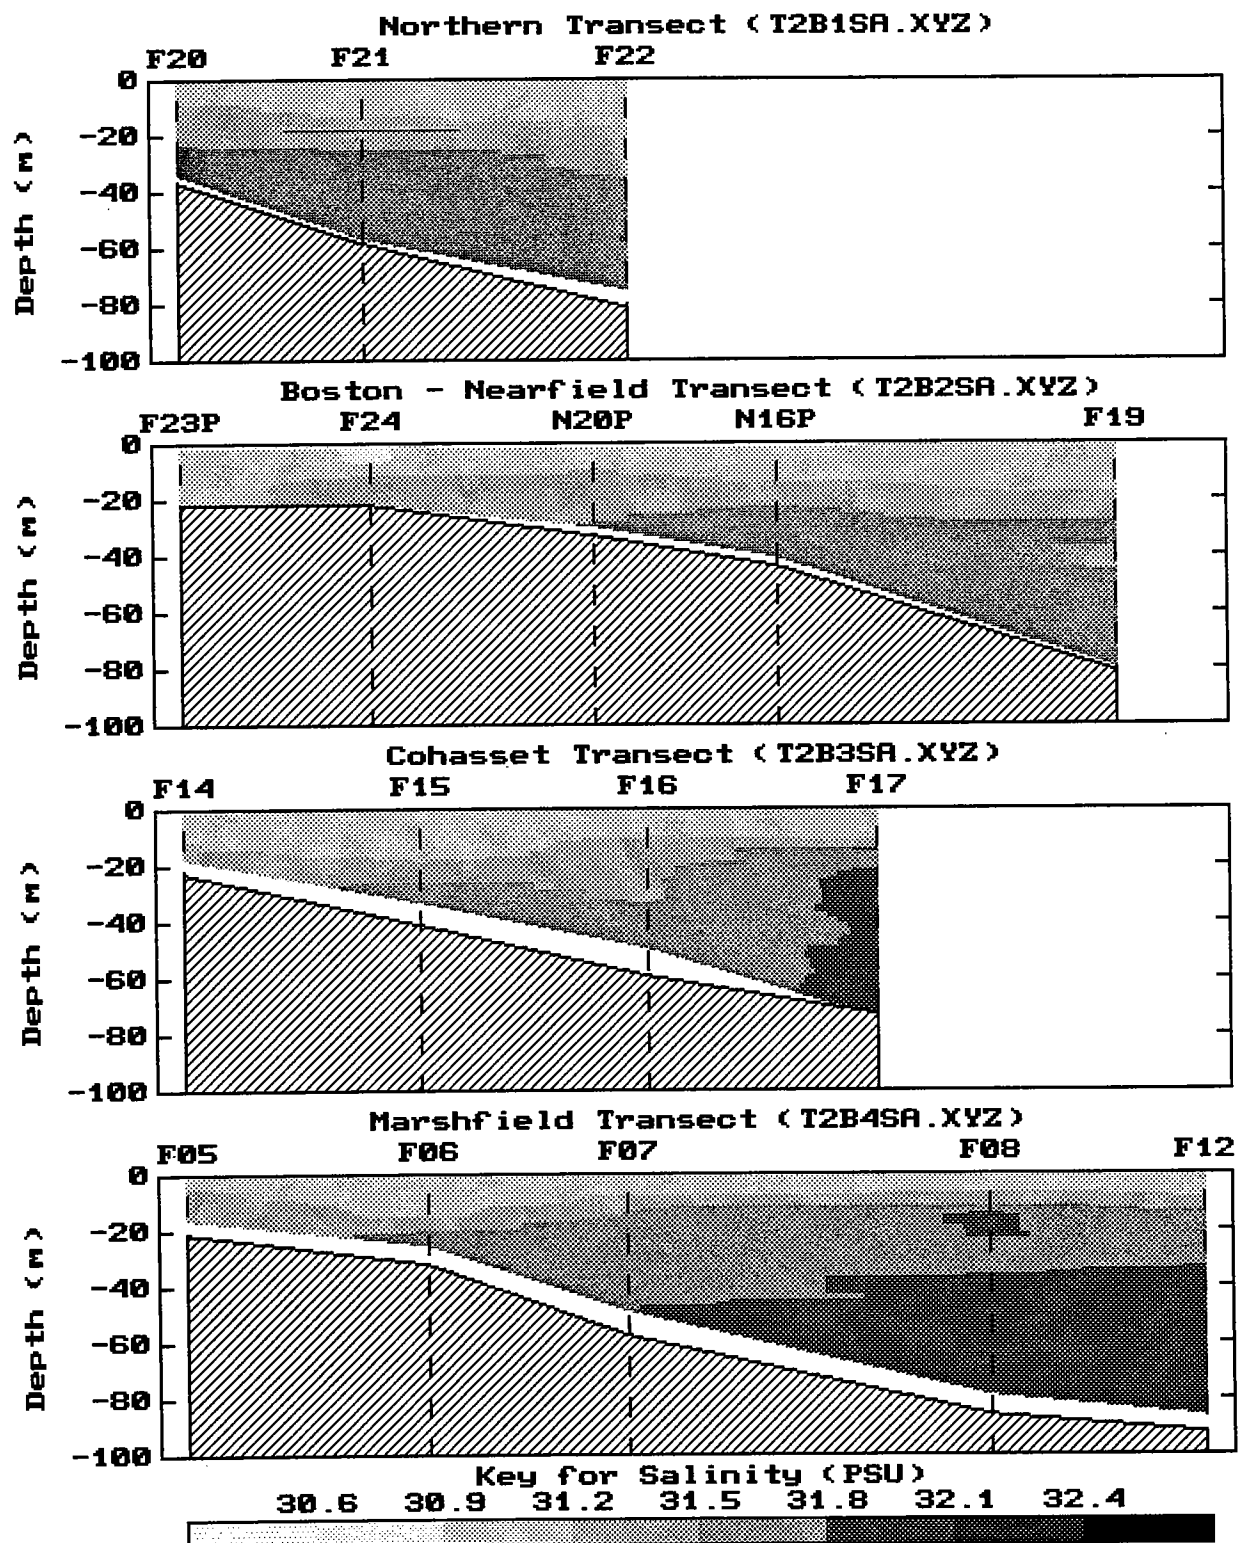 Northern Transect (T2B1SA.XYZ)
F20 F21 F22
0
-20
-40
-60
-80
-100
Depth (m)
Boston - Nearfield Transect (T2B2SA.XYZ)
F23P F24 N20P N16P F19
0
-20
-40
-60
-80
-100
Depth (m)
Cohasset Transect (T2B3SA.XYZ)
F14 F15 F16 F17
0
-20
-40
-60
-80
-100
Depth (m)
Marshfield Transect (T2B4SA.XYZ)
F05 F06 F07 F08 F12
0
-20
-40
-60
-80
-100
Depth (m)
Key for Salinity (PSU)
30.6 30.9 31.2 31.5 31.8 32.1 32.4